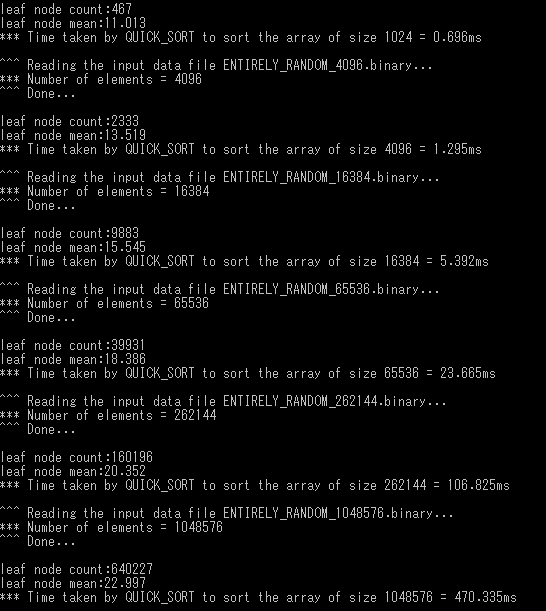 leaf node count:467
leaf node mean:11.013
*** Time taken by QUICK_SORT to sort the array of size 1024 = 0.696ms
^^^ Reading the input data file ENTIRELY_RANDOM_4096.binary...
*** Number of elements = 4096
^^^ Done...
leaf node count:2333
leaf node mean:13.519
*** Time taken by QUICK_SORT to sort the array of size 4096 = 1.295ms
^^^ Reading the input data file ENTIRELY_RANDOM_16384.binary...
*** Number of elements = 16384
^^^ Done...
leaf node count:9883
leaf node mean:15.545
*** Time taken by QUICK_SORT to sort the array of size 16384 = 5.392ms
^^^ Reading the input data file ENTIRELY_RANDOM_65536.binary...
*** Number of elements = 65536
^^^ Done...
leaf node count:39931
leaf node mean:18.386
*** Time taken by QUICK_SORT to sort the array of size 65536 = 23.665ms
^^^ Reading the input data file ENTIRELY_RANDOM_262144.binary...
*** Number of elements = 262144
^^^ Done...
leaf node count:160196
leaf node mean:20.352
*** Time taken by QUICK_SORT to sort the array of size 262144 = 106.825ms
^^^ Reading the input data file ENTIRELY_RANDOM_1048576.binary...
*** Number of elements = 1048576
^^^ Done...
leaf node count:640227
leaf node mean:22.997
*** Time taken by QUICK_SORT to sort the array of size 1048576 = 470.335ms